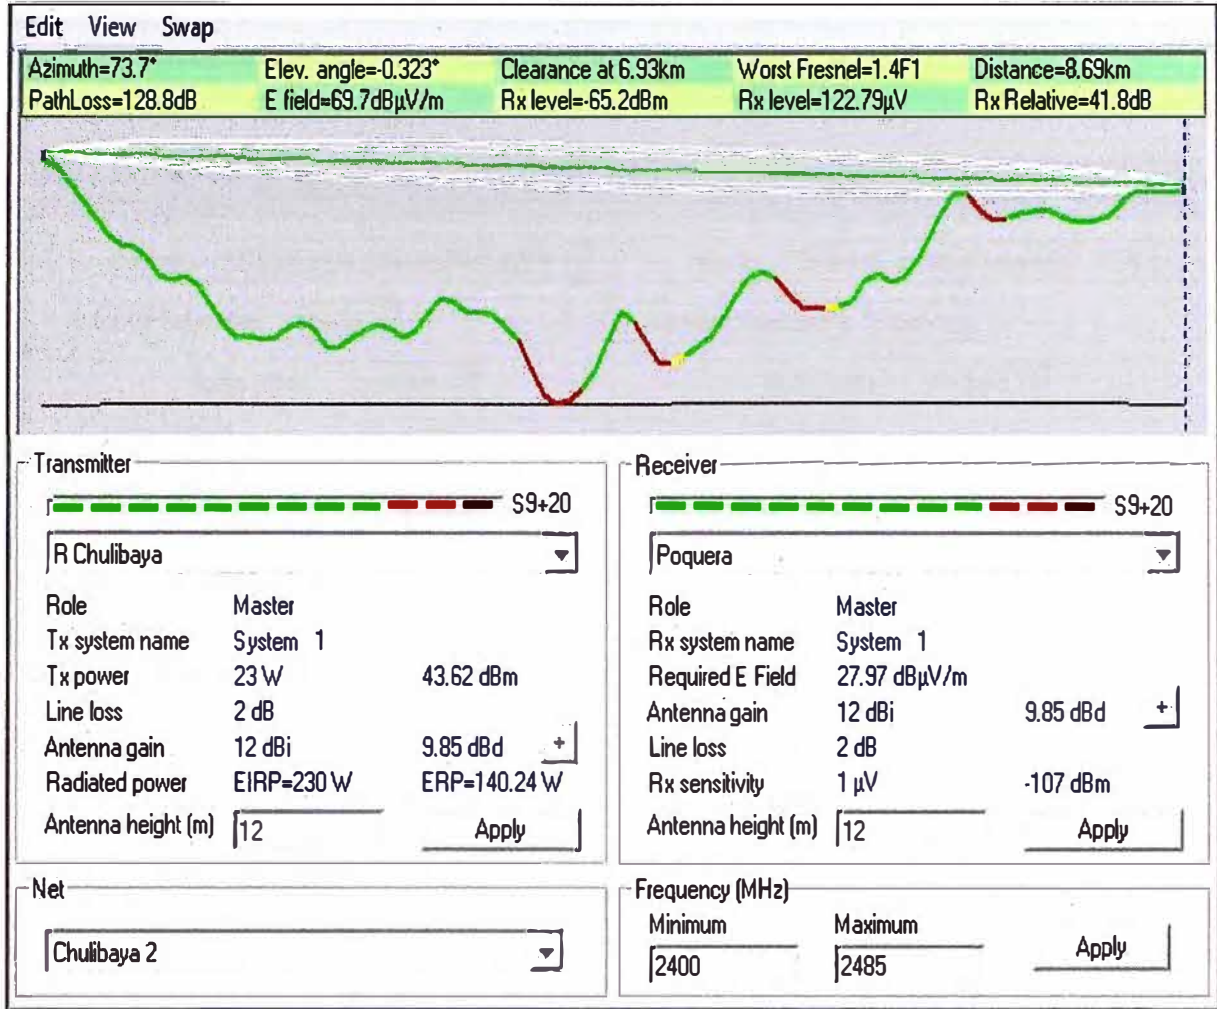 Edit View Swap
Azimuth=73.7° Elev. angle=-0.323° Clearance at 6.93km Worst Fresnel=1.4F1 Distance=8.69km
PathLoss=128.8dB E field=69.7dBµV/m Rx level=-65.2dBm Rx level=122.79µV Rx Relative=41.8dB
Transmitter
S9+20
R Chulibaya
Role Master
Tx system name System 1
Tx power 23 W 43.62 dBm
Line loss 2 dB
Antenna gain 12 dBi 9.85 dBd +
Radiated power EIRP=230 W ERP=140.24 W
Antenna height (m) 12 Apply
Receiver
S9+20
Poquera
Role Master
Rx system name System 1
Required E Field 27.97 dBµV/m
Antenna gain 12 dBi 9.85 dBd +
Line loss 2 dB
Rx sensitivity 1 µV -107 dBm
Antenna height (m) 12 Apply
Net
Chulibaya 2
Frequency (MHz)
Minimum Maximum
2400 2485 Apply